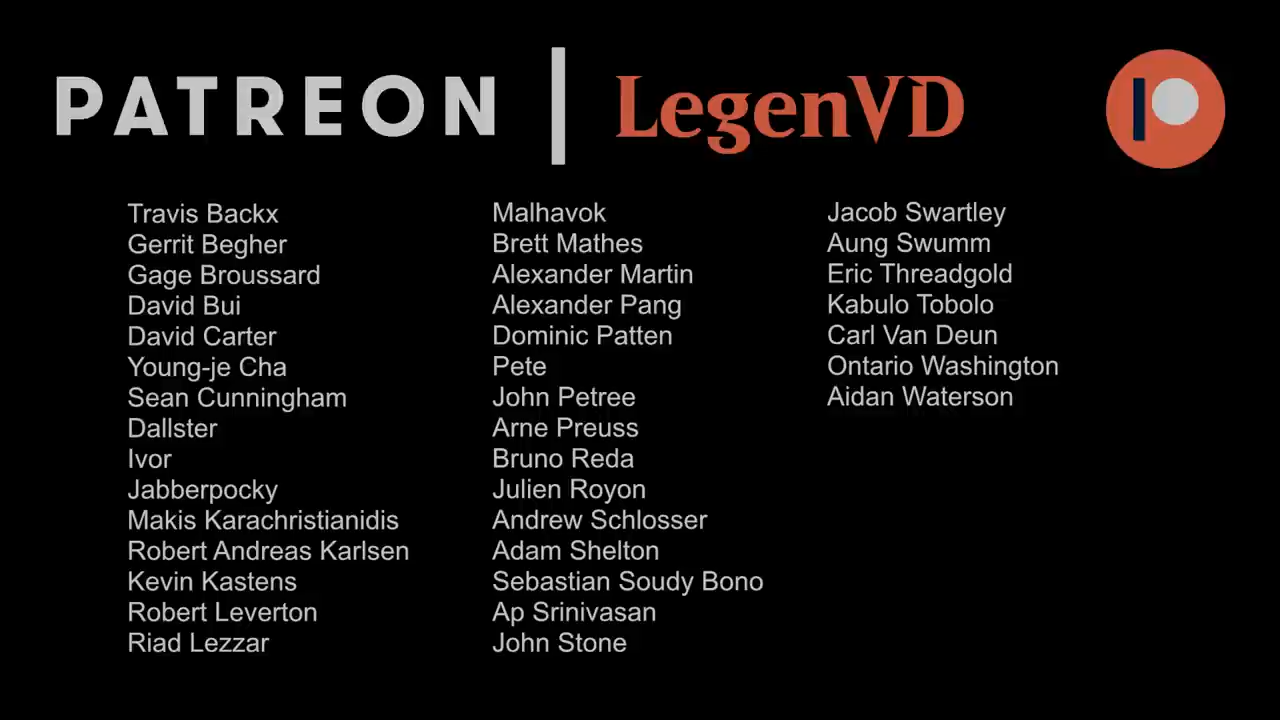 PATREON | LegenVD
Travis Backx
Gerrit Begher
Gage Broussard
David Bui
David Carter
Young-je Cha
Sean Cunningham
Dallster
Ivor
Jabberpocky
Makis Karachristianidis
Robert Andreas Karlsen
Kevin Kastens
Robert Leverton
Riad Lezzar
Malhavok
Brett Mathes
Alexander Martin
Alexander Pang
Dominic Patten
Pete
John Petree
Arne Preuss
Bruno Reda
Julien Royon
Andrew Schlosser
Adam Shelton
Sebastian Soudy Bono
Ap Srinivasan
John Stone
Jacob Swartley
Aung Swumm
Eric Threadgold
Kabulo Tobolo
Carl Van Deun
Ontario Washington
Aidan Waterson